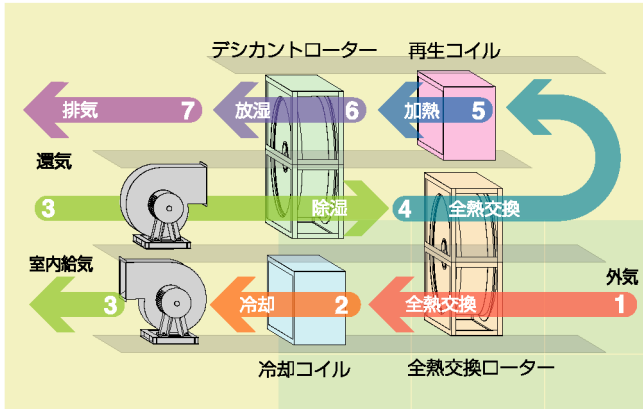 デシカントローター
再生コイル
排気 7 放湿 6 加熱 5
還気
3 除湿 4 全熱交換
室内給気
外気
3 冷却 2 全熱交換 1
冷却コイル
全熱交換ローター